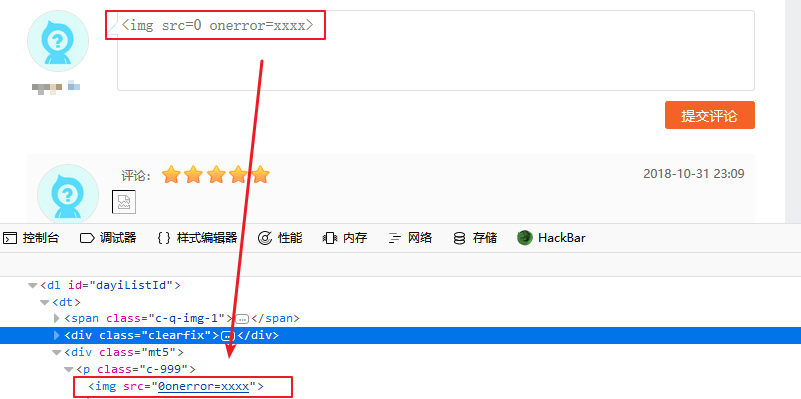 <img src=0 onerror=xxxx>
提交评论
评论：
2018-10-31 23:09
控制台 调试器 { } 样式编辑器 性能 内存 网络 存储 HackBar
<dl id="dayiListId">
<dt>
<span class="c-q-img-1">…</span>
<div class="clearfix">…</div>
<div class="mt5">
<p class="c-999">
<img src="0onerror=xxxx">